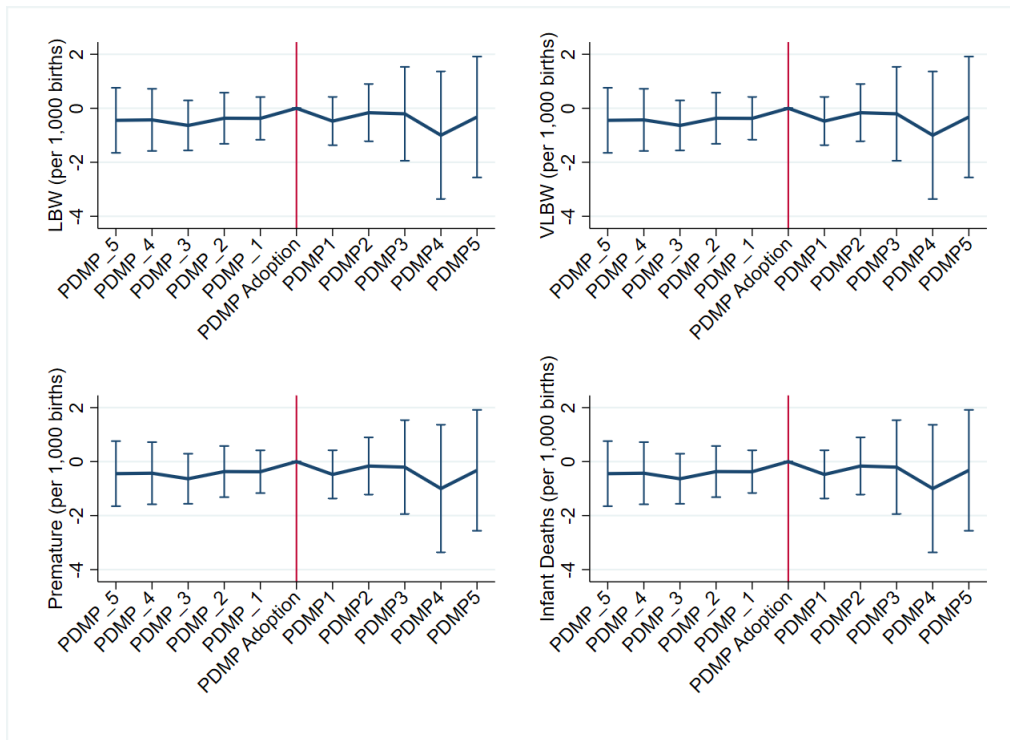 LBW (per 1,000 births)
2
0
-2
-4
PDMP_5
PDMP_4
PDMP_3
PDMP_2
PDMP_1
PDMP Adoption
PDMP1
PDMP2
PDMP3
PDMP4
PDMP5
VLBW (per 1,000 births)
2
0
-2
-4
PDMP_5
PDMP_4
PDMP_3
PDMP_2
PDMP_1
PDMP Adoption
PDMP1
PDMP2
PDMP3
PDMP4
PDMP5
Premature (per 1,000 births)
2
0
-2
-4
PDMP_5
PDMP_4
PDMP_3
PDMP_2
PDMP_1
PDMP Adoption
PDMP1
PDMP2
PDMP3
PDMP4
PDMP5
Infant Deaths (per 1,000 births)
2
0
-2
-4
PDMP_5
PDMP_4
PDMP_3
PDMP_2
PDMP_1
PDMP Adoption
PDMP1
PDMP2
PDMP3
PDMP4
PDMP5